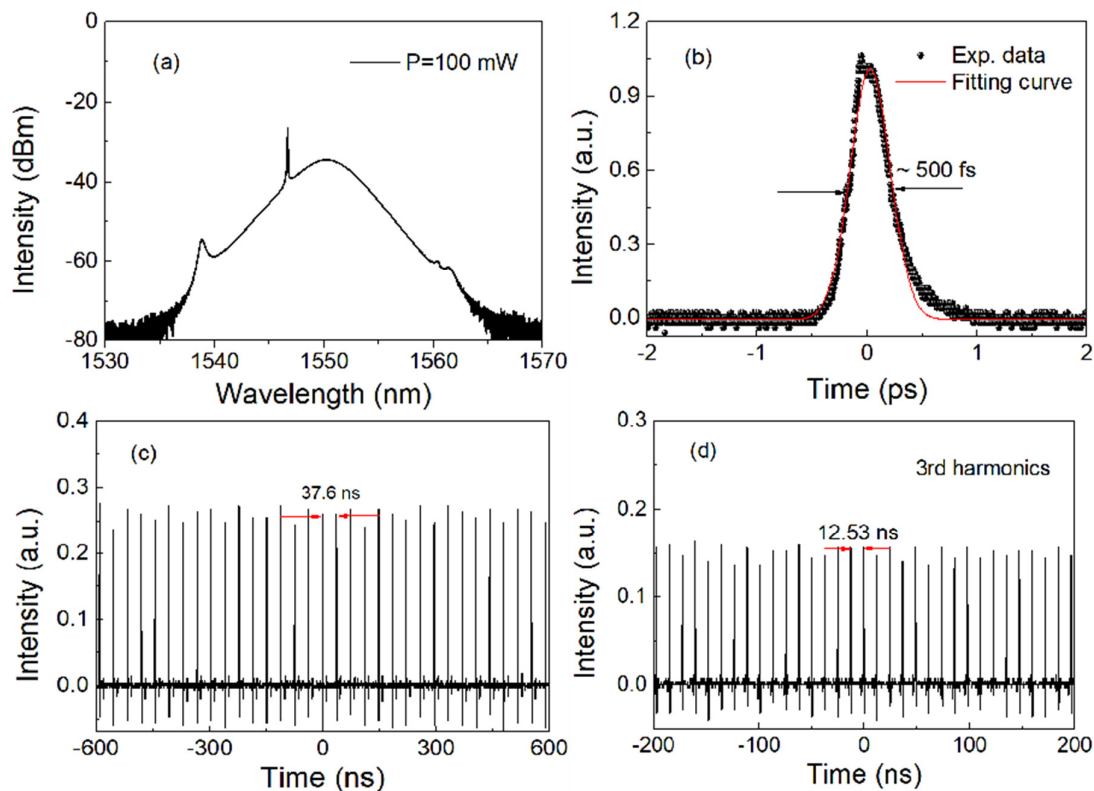 (a)
P=100 mW
Intensity (dBm)
0
-20
-40
-60
-80
1530
1540
1550
1560
1570
Wavelength (nm)
(b)
Exp. data
Fitting curve
~ 500 fs
Intensity (a.u.)
1.2
0.9
0.6
0.3
0.0
-2
-1
0
1
2
Time (ps)
(c)
37.6 ns
Intensity (a.u.)
0.4
0.3
0.2
0.1
0.0
-600
-300
0
300
600
Time (ns)
(d)
3rd harmonics
12.53 ns
Intensity (a.u.)
0.3
0.2
0.1
0.0
-200
-100
0
100
200
Time (ns)